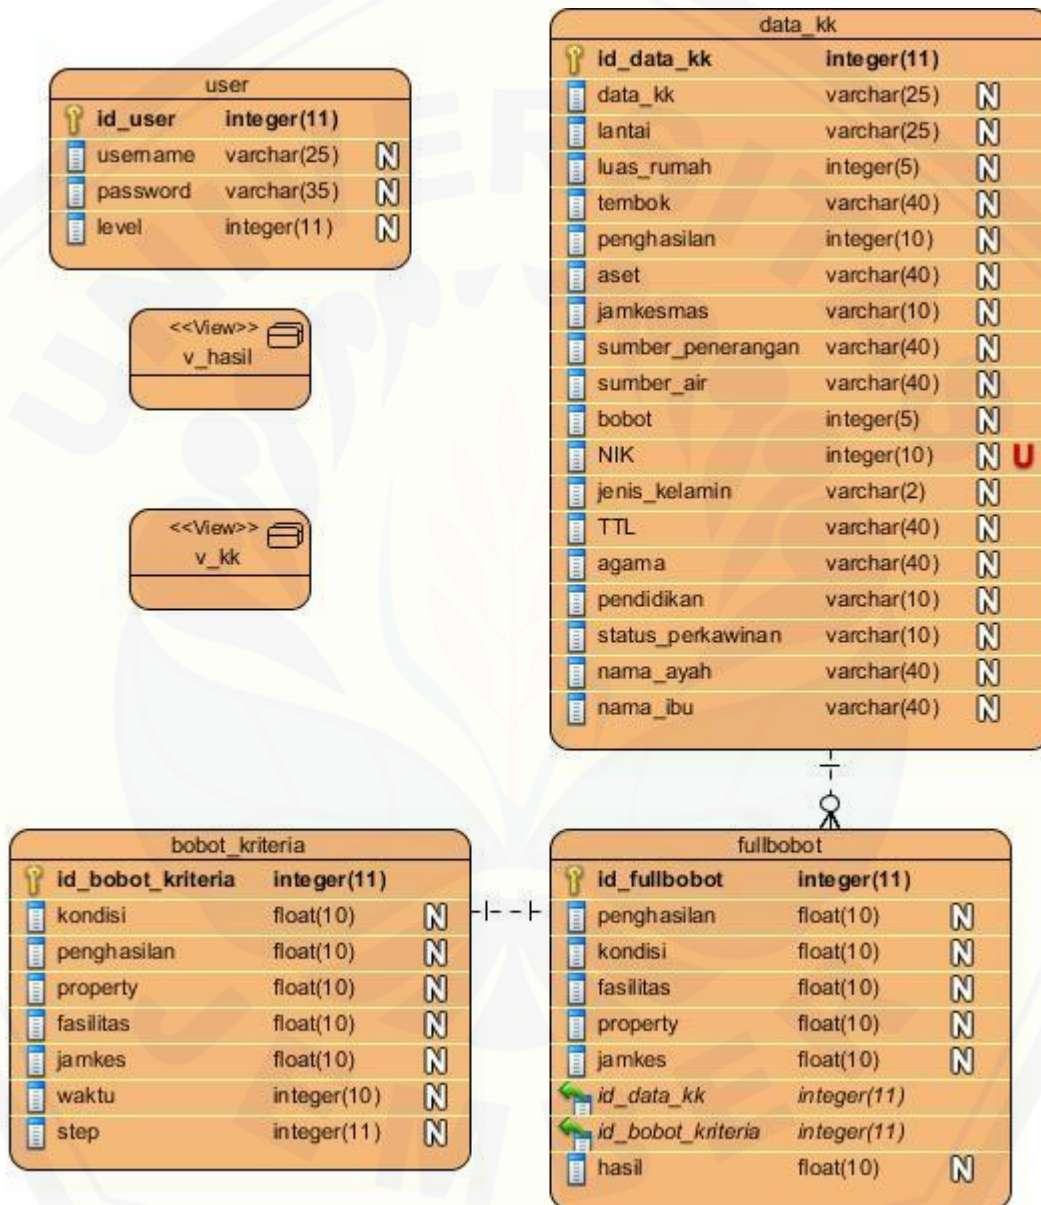 user
id_user integer(11)
username varchar(25) N
password varchar(35) N
level integer(11) N
<<View>>
v_hasil
<<View>>
v_kk
data_kk
id_data_kk integer(11)
data_kk varchar(25) N
lantai varchar(25) N
luas_rumah integer(5) N
tembok varchar(40) N
penghasilan integer(10) N
aset varchar(40) N
jamkesmas varchar(10) N
sumber_penerangan varchar(40) N
sumber_air varchar(40) N
bobot integer(5) N
NIK integer(10) N U
jenis_kelamin varchar(2) N
TTL varchar(40) N
agama varchar(40) N
pendidikan varchar(10) N
status_perkawinan varchar(10) N
nama_ayah varchar(40) N
nama_ibu varchar(40) N
bobot_kriteria
id_bobot_kriteria integer(11)
kondisi float(10) N
penghasilan float(10) N
property float(10) N
fasilitas float(10) N
jamkes float(10) N
waktu integer(10) N
step integer(11) N
fullbobot
id_fullbobot integer(11)
penghasilan float(10) N
kondisi float(10) N
fasilitas float(10) N
property float(10) N
jamkes float(10) N
id_data_kk integer(11)
id_bobot_kriteria integer(11)
hasil float(10) N